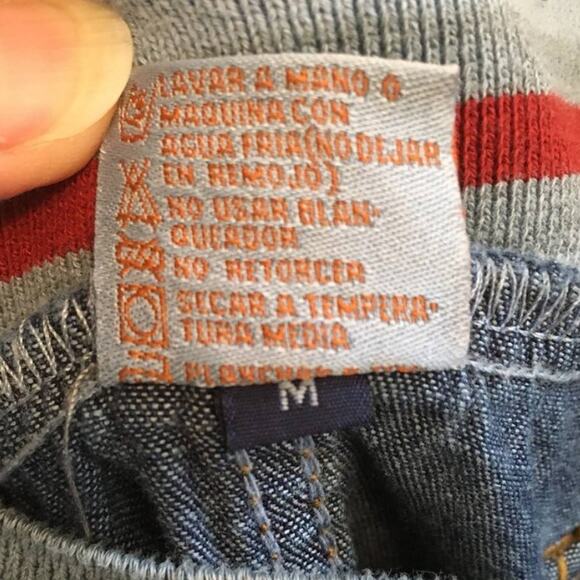 LAVAR A MANO O
MAQUINA CON
AGUA FRIA (NO DEJAR
EN REMOJO)
NO USAR BLAN-
QUEADOR
NO RETORCER
SECAR A TEMPERA-
TURA MEDIA
PLANCHAR A
M